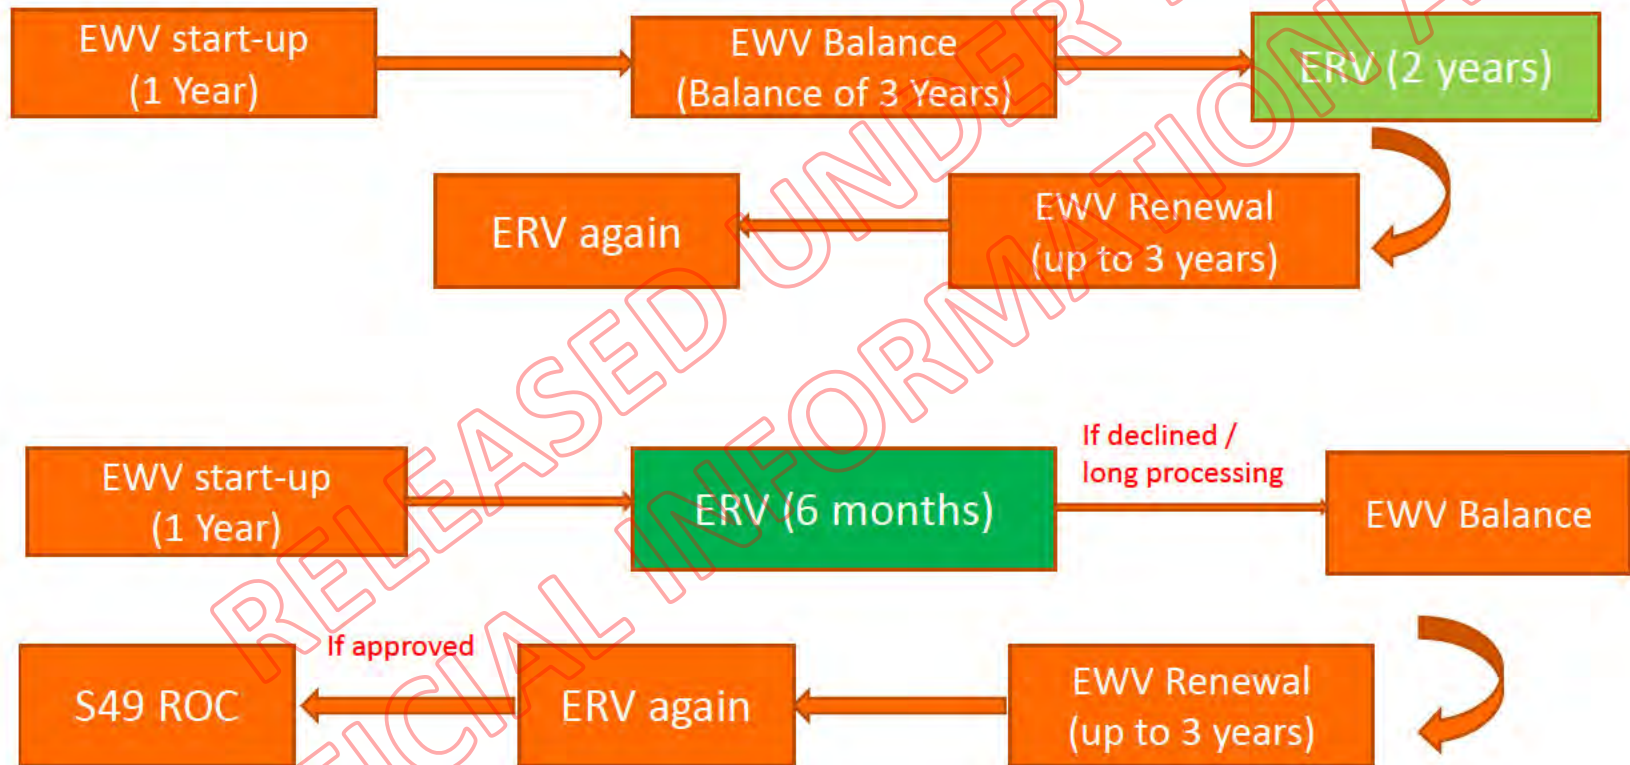 EWV start-up
(1 Year)
EWV Balance
(Balance of 3 Years)
ERV (2 years)
ERV again
EWV Renewal
(up to 3 years)
EWV start-up
(1 Year)
ERV (6 months)
If declined /
long processing
EWV Balance
S49 ROC
If approved
ERV again
EWV Renewal
(up to 3 years)
RELEASED UNDER
INFORMATION